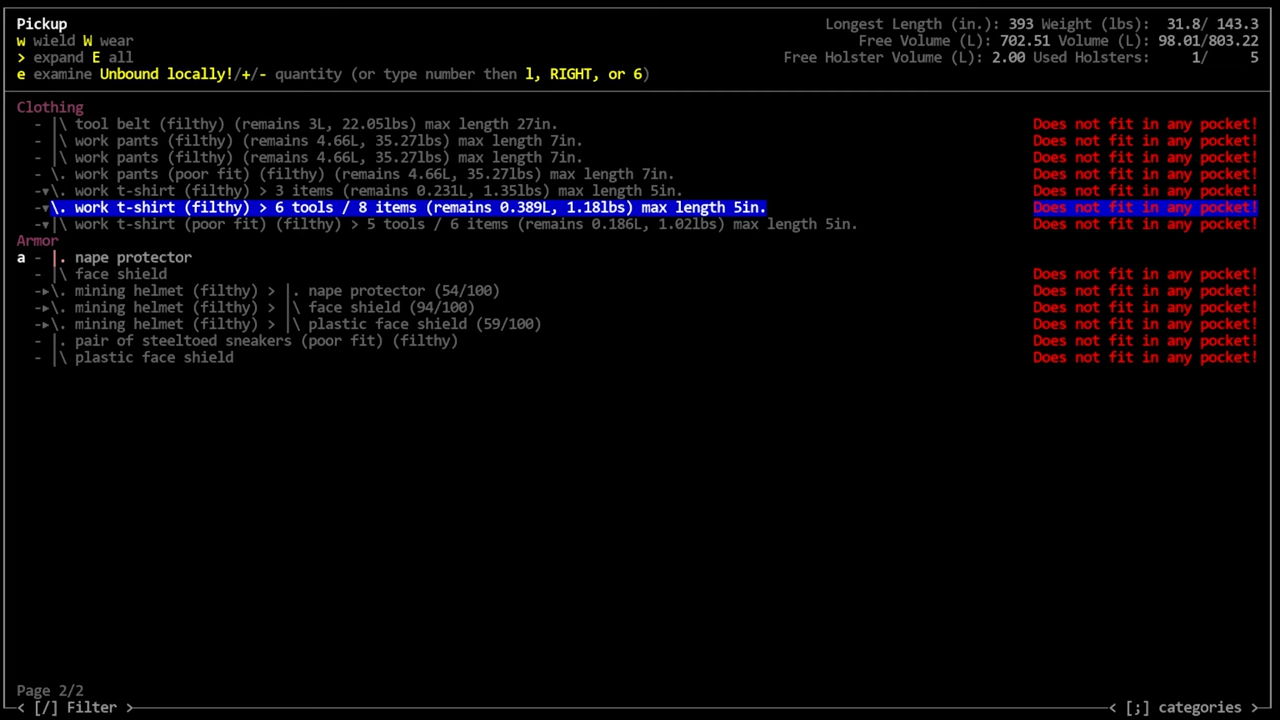 Pickup Longest Length (in.): 393 Weight (lbs): 31.8/ 143.3
w wield W wear Free Volume (L): 702.51 Volume (L): 98.01/803.22
> expand E all Free Holster Volume (L): 2.00 Used Holsters: 1/ 5
e examine Unbound locally!/+/- quantity (or type number then l, RIGHT, or 6)
Clothing
- |\ tool belt (filthy) (remains 3L, 22.05lbs) max length 27in. Does not fit in any pocket!
- |\ work pants (filthy) (remains 4.66L, 35.27lbs) max length 7in. Does not fit in any pocket!
- |\ work pants (filthy) (remains 4.66L, 35.27lbs) max length 7in. Does not fit in any pocket!
- \. work pants (poor fit) (filthy) (remains 4.66L, 35.27lbs) max length 7in. Does not fit in any pocket!
-▾\. work t-shirt (filthy) > 3 items (remains 0.231L, 1.35lbs) max length 5in. Does not fit in any pocket!
-▾\. work t-shirt (filthy) > 6 tools / 8 items (remains 0.389L, 1.18lbs) max length 5in. Does not fit in any pocket!
-▾|\ work t-shirt (poor fit) (filthy) > 5 tools / 6 items (remains 0.186L, 1.02lbs) max length 5in. Does not fit in any pocket!
Armor
a - |. nape protector
- |\ face shield Does not fit in any pocket!
-▸\. mining helmet (filthy) > |. nape protector (54/100) Does not fit in any pocket!
-▸\. mining helmet (filthy) > |\ face shield (94/100) Does not fit in any pocket!
-▸\. mining helmet (filthy) > |\ plastic face shield (59/100) Does not fit in any pocket!
- |. pair of steeltoed sneakers (poor fit) (filthy) Does not fit in any pocket!
- |\ plastic face shield Does not fit in any pocket!
Page 2/2
< [/] Filter > < [;] categories >